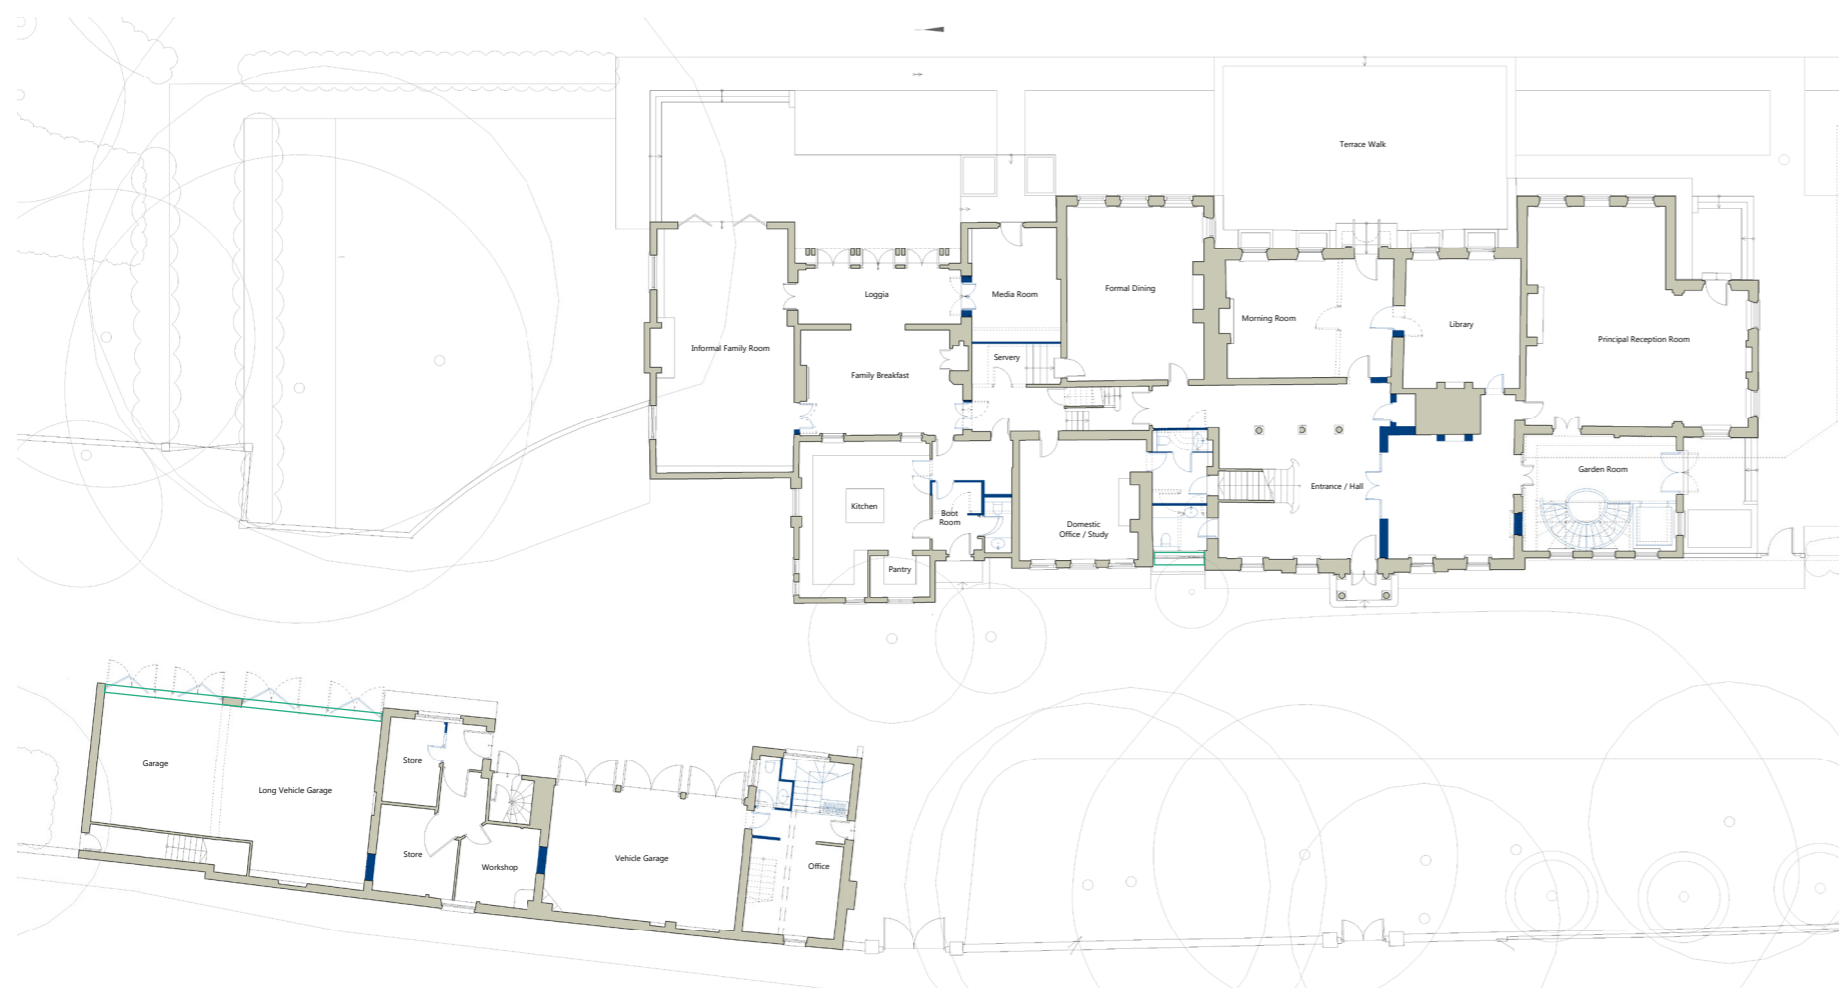 Terrace Walk
Formal Dining
Loggia
Media Room
Morning Room
Library
Principal Reception Room
Informal Family Room
Servery
Family Breakfast
Garden Room
Entrance / Hall
Kitchen
Boot
Room
Domestic
Office / Study
Pantry
Store
Garage
Long Vehicle Garage
Store
Workshop
Vehicle Garage
Office